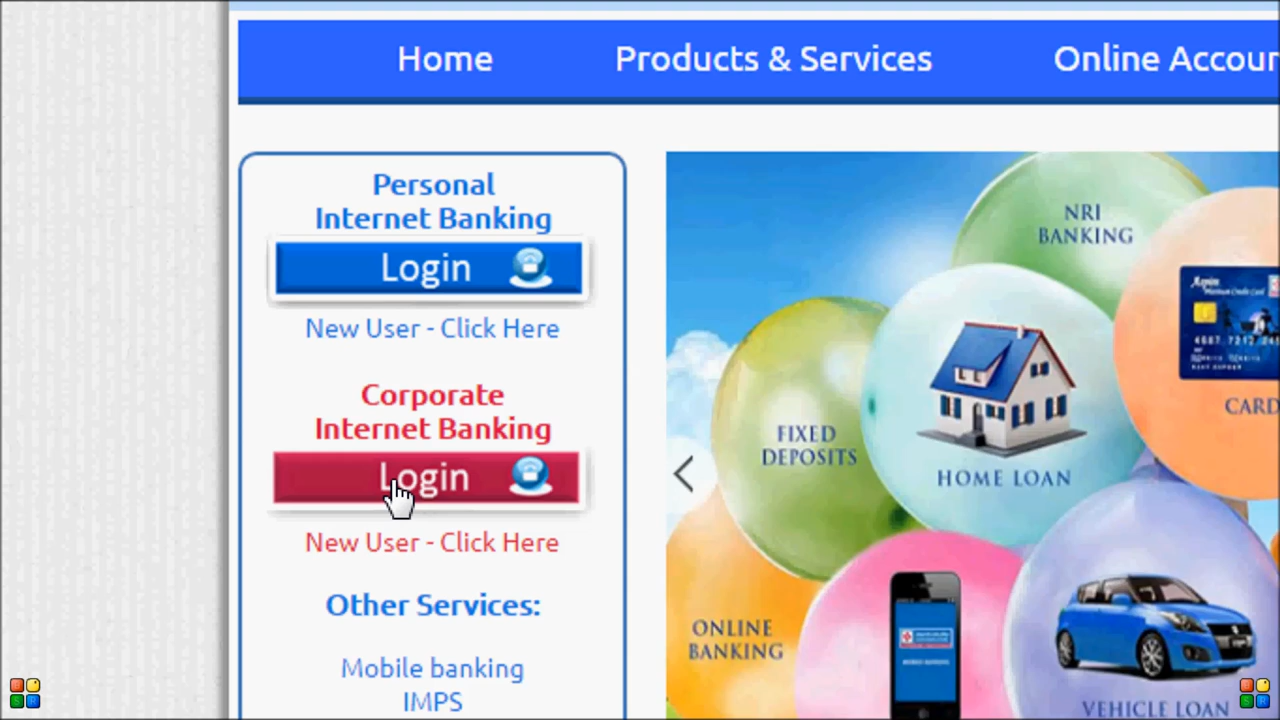 Home
Products & Services
Online Accour
Personal
Internet Banking
Login
New User - Click Here
Corporate
Internet Banking
Login
New User - Click Here
Other Services:
Mobile banking
IMPS
NRI
BANKING
FIXED
DEPOSITS
HOME LOAN
CARD
ONLINE
BANKING
VEHICLE LOAN